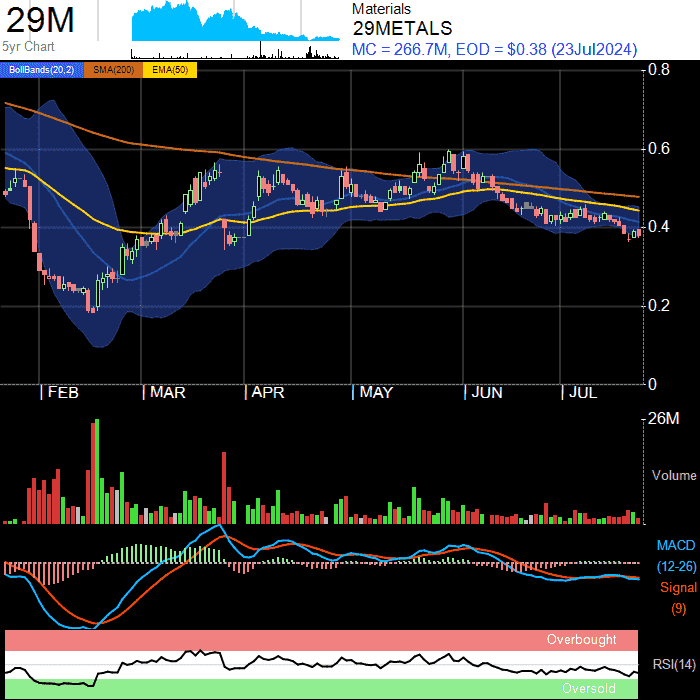 29M
5yr Chart
Materials
29METALS
MC = 266.7M, EOD = $0.38 (23Jul2024)
BollBands(20,2) SMA(200) EMA(50)
0.8
0.6
0.4
0.2
0
FEB MAR APR MAY JUN JUL
26M
Volume
MACD
(12-26)
Signal
(9)
Overbought
RSI(14)
Oversold